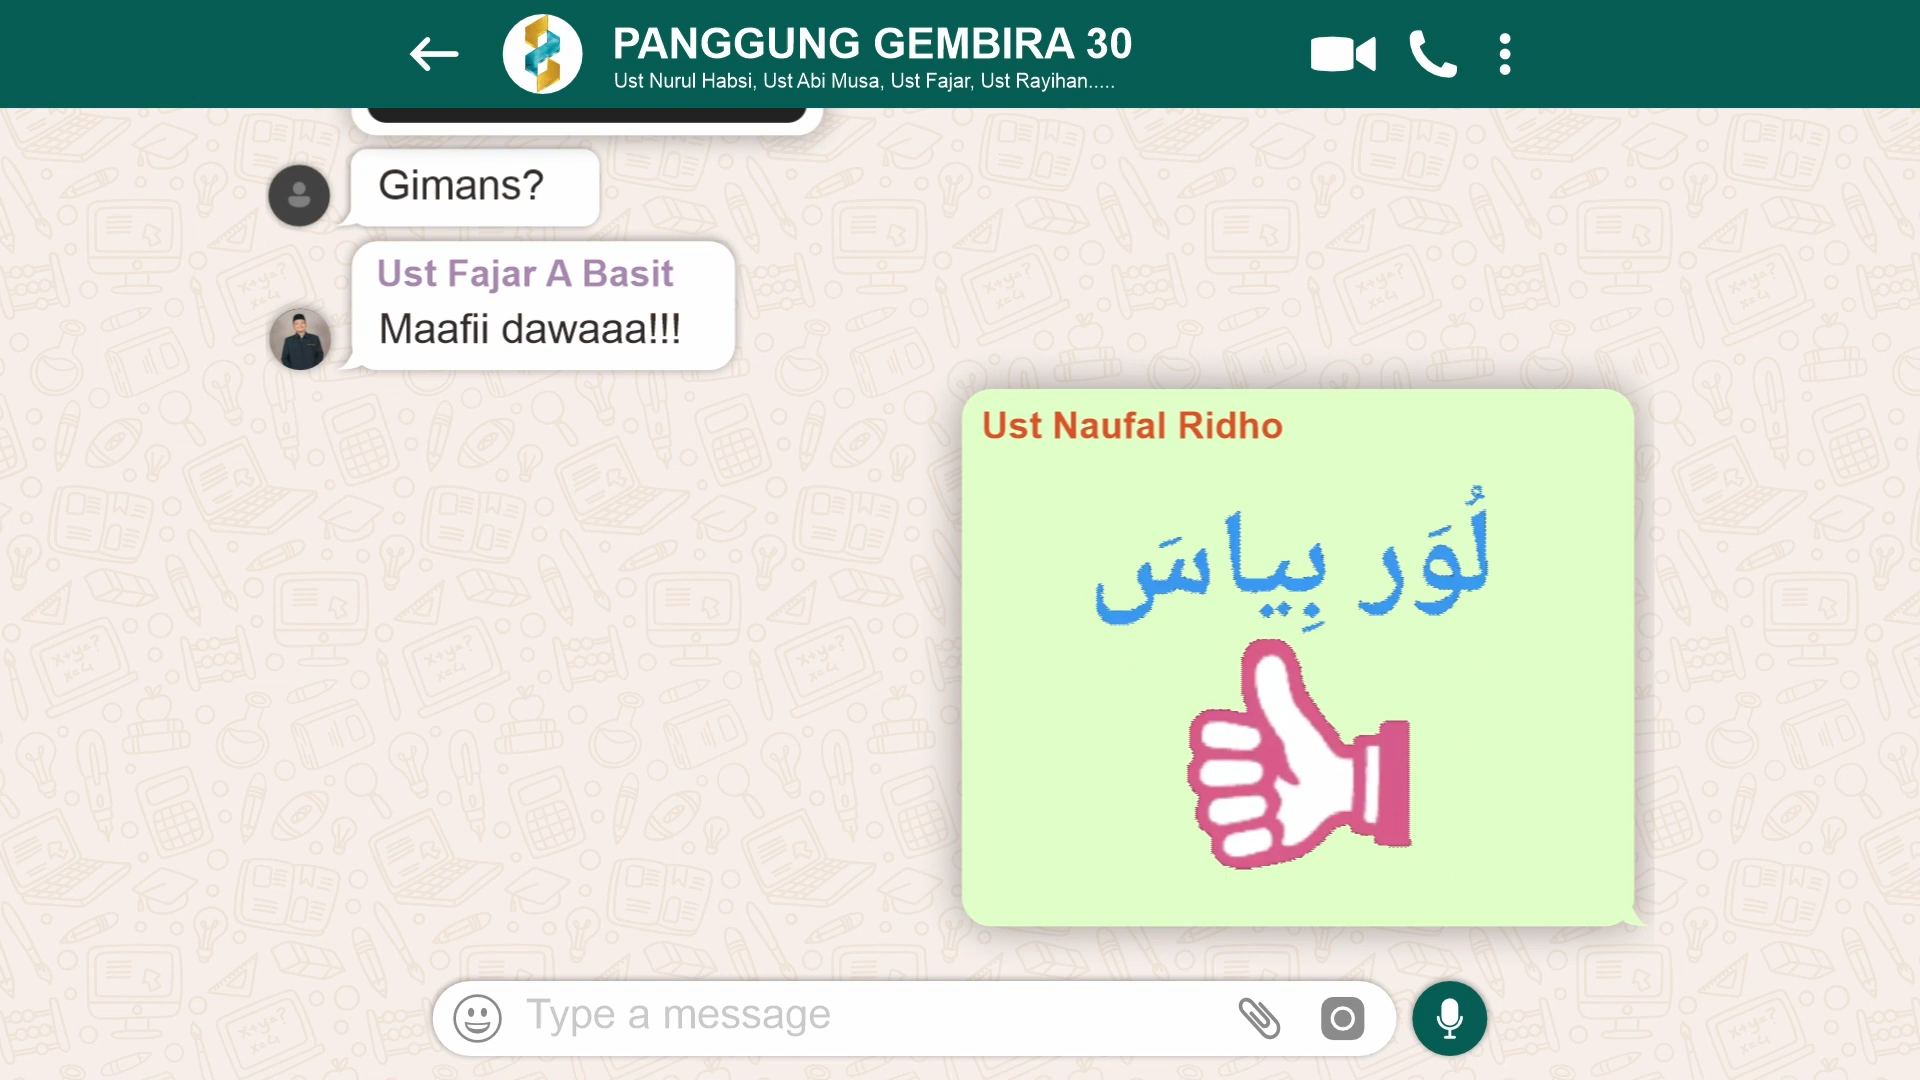 PANGGUNG GEMBIRA 30
Ust Nurul Habsi, Ust Abi Musa, Ust Fajar, Ust Rayihan.....
Gimans?
Ust Fajar A Basit
Maafii dawaaa!!!
Ust Naufal Ridho
لُوَر بِياسَ
Type a message